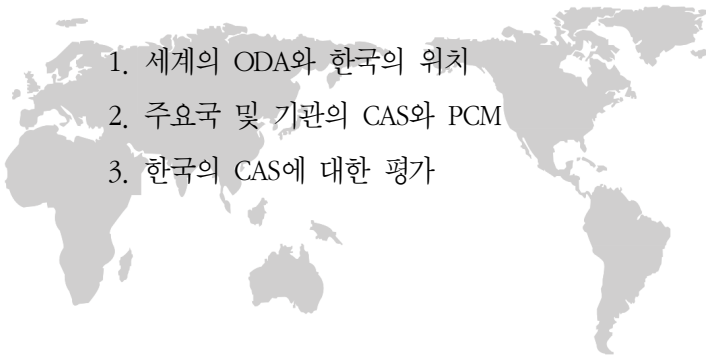 1. 세계의 ODA와 한국의 위치
2. 주요국 및 기관의 CAS와 PCM
3. 한국의 CAS에 대한 평가